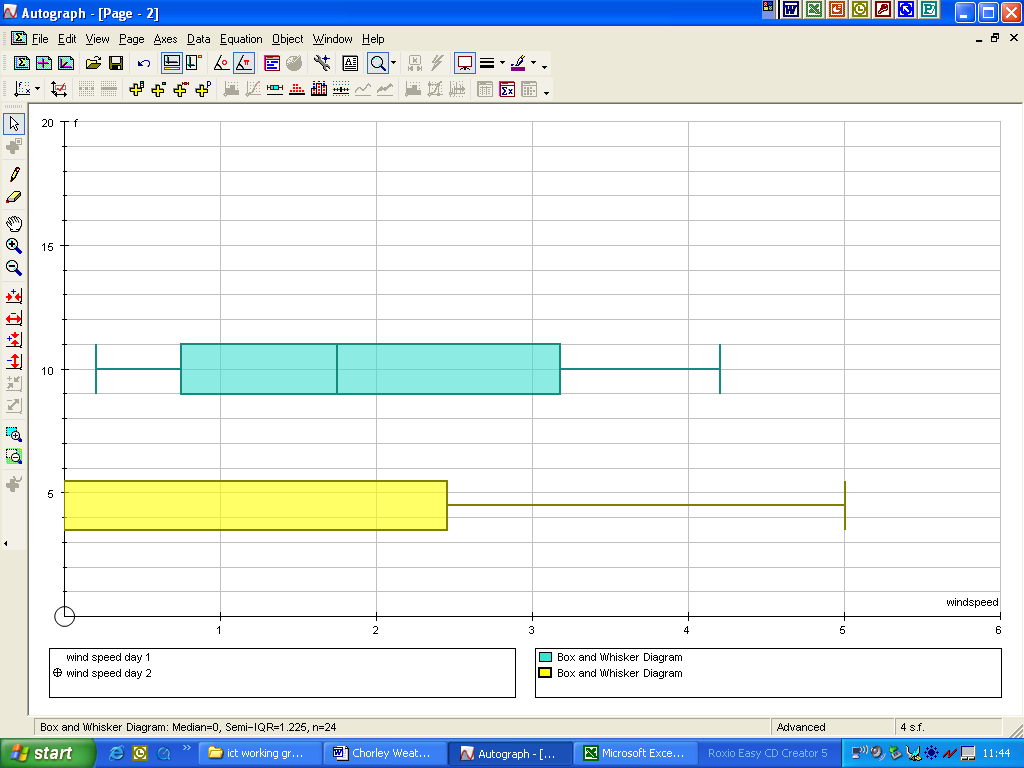 Autograph - [Page - 2]
File Edit View Page Axes Data Equation Object Window Help
20 f
15
10
5
windspeed
1 2 3 4 5 6
wind speed day 1
wind speed day 2
Box and Whisker Diagram
Box and Whisker Diagram
Box and Whisker Diagram: Median=0, Semi-IQR=1.225, n=24 Advanced 4 s.f.
start ict working gr... Chorley Weat... Autograph - [... Microsoft Exce... Roxio Easy CD Creator 5 11:44